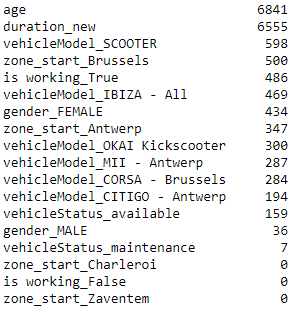 age 6841
duration_new 6555
vehicleModel_SCOOTER 598
zone_start_Brussels 500
is working_True 486
vehicleModel_IBIZA - All 469
gender_FEMALE 434
zone_start_Antwerp 347
vehicleModel_OKAI Kickscooter 300
vehicleModel_MII - Antwerp 287
vehicleModel_CORSA - Brussels 284
vehicleModel_CITIGO - Antwerp 194
vehicleStatus_available 159
gender_MALE 36
vehicleStatus_maintenance 7
zone_start_Charleroi 0
is working_False 0
zone_start_Zaventem 0